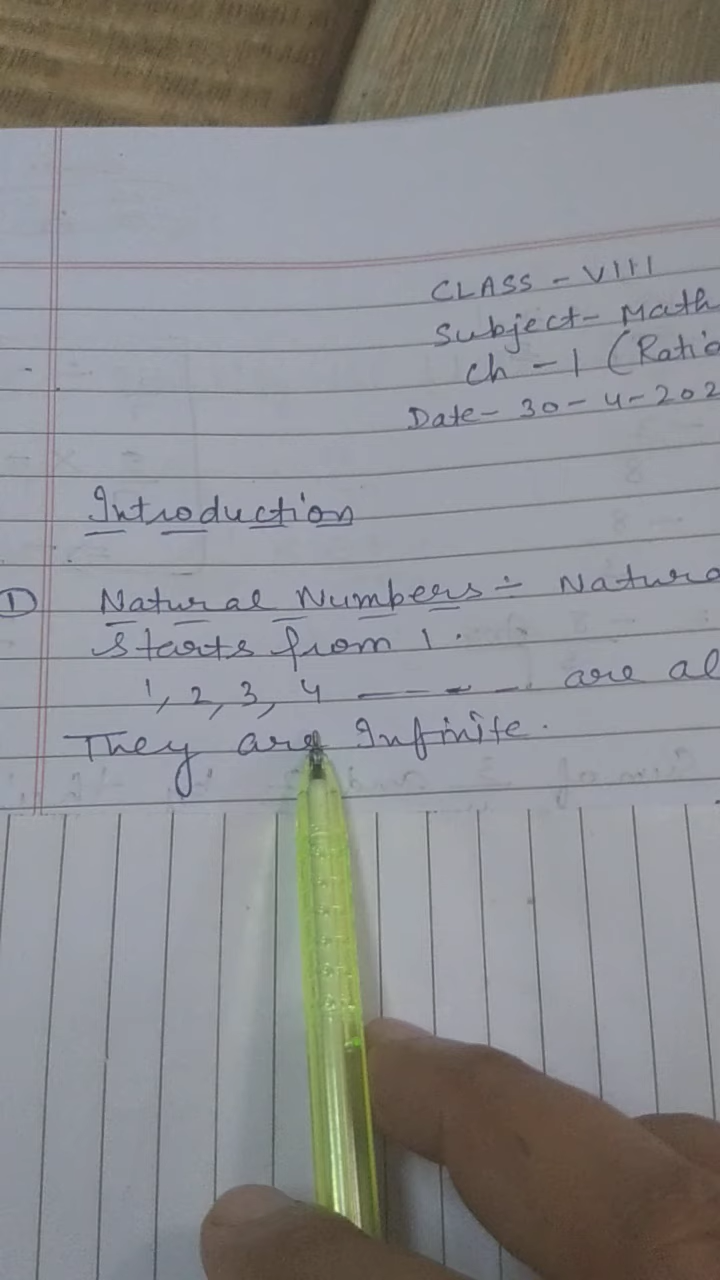 CLASS - VIII
Subject - Math
Ch - 1 (Ratio
Date - 30-4-202
Introduction
① Natural Numbers :- Natura
starts from 1.
1, 2, 3, 4 ---- are al
They are Infinite.